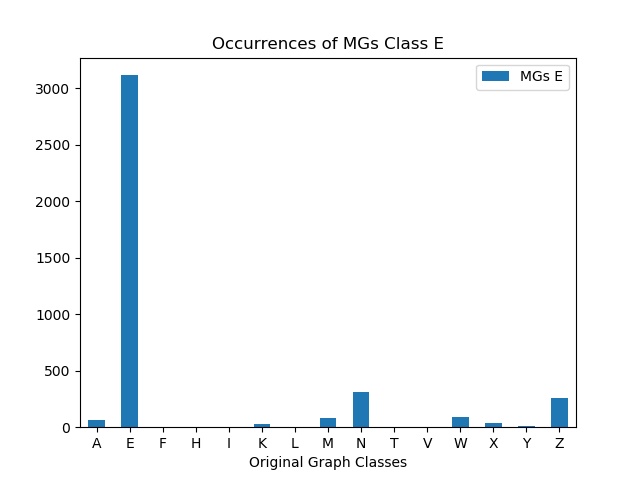 Occurrences of MGs Class E
MGs E
3000
2500
2000
1500
1000
500
0
A E F H I K L M N T V W X Y Z
Original Graph Classes